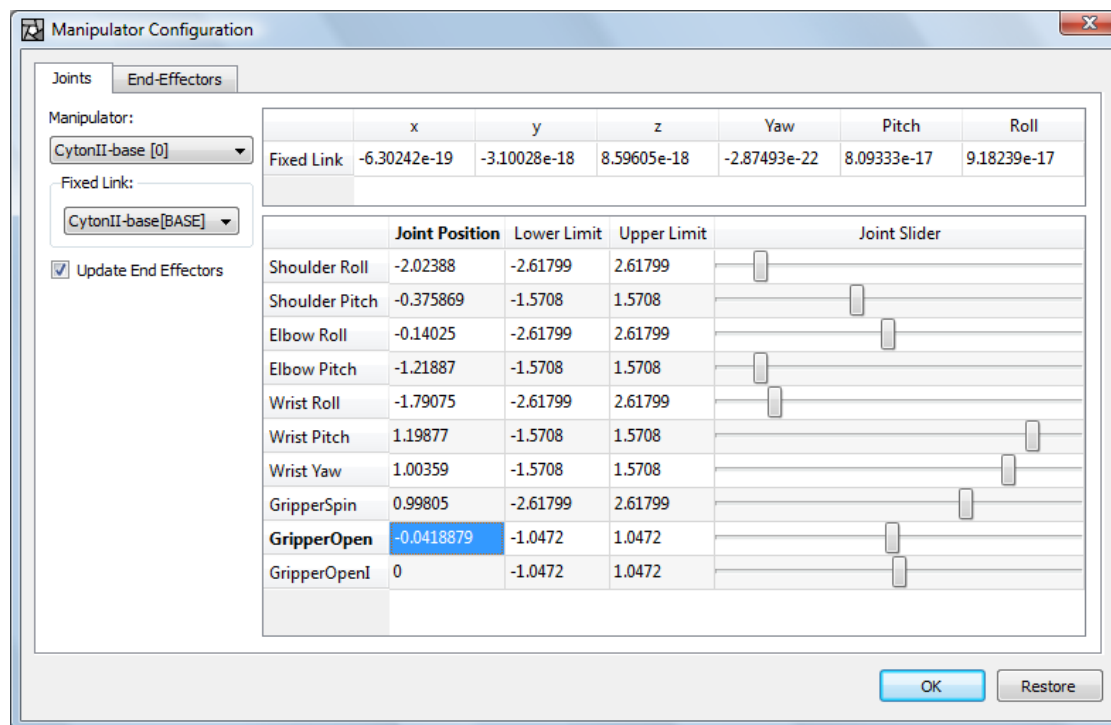 Manipulator Configuration
Joints End-Effectors
Manipulator:
CytonII-base [0]
Fixed Link:
CytonII-base[BASE]
Update End Effectors
x y z Yaw Pitch Roll
Fixed Link -6.30242e-19 -3.10028e-18 8.59605e-18 -2.87493e-22 8.09333e-17 9.18239e-17
Joint Position Lower Limit Upper Limit Joint Slider
Shoulder Roll -2.02388 -2.61799 2.61799
Shoulder Pitch -0.375869 -1.5708 1.5708
Elbow Roll -0.14025 -2.61799 2.61799
Elbow Pitch -1.21887 -1.5708 1.5708
Wrist Roll -1.79075 -2.61799 2.61799
Wrist Pitch 1.19877 -1.5708 1.5708
Wrist Yaw 1.00359 -1.5708 1.5708
GripperSpin 0.99805 -2.61799 2.61799
GripperOpen -0.0418879 -1.0472 1.0472
GripperOpenI 0 -1.0472 1.0472
OK Restore